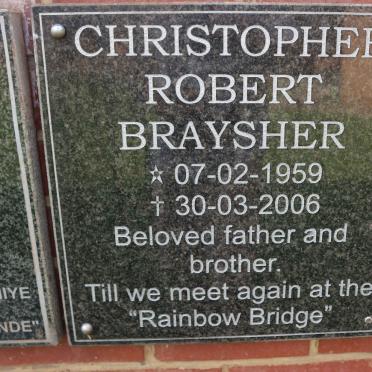 CHRISTOPHER
ROBERT
BRAYSHER
☆ 07-02-1959
† 30-03-2006
Beloved father and
brother.
Till we meet again at the
"Rainbow Bridge"